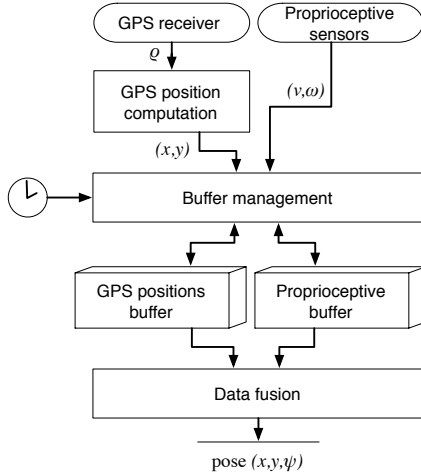 GPS receiver
Proprioceptive
sensors
ϱ
GPS position
computation
(v,ω)
(x,y)
Buffer management
GPS positions
buffer
Proprioceptive
buffer
Data fusion
pose (x,y,ψ)